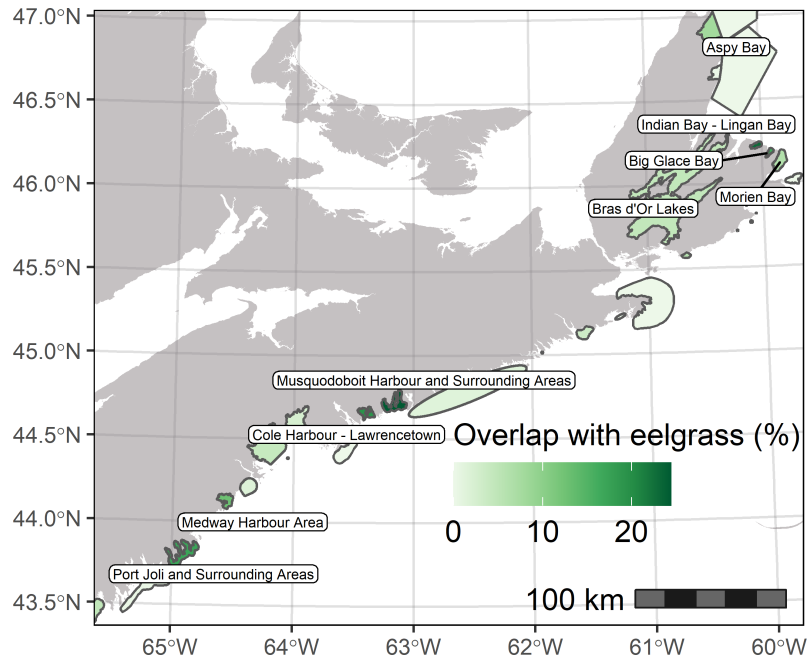 47.0°N
Aspy Bay
46.5°N
Indian Bay - Lingan Bay
Big Glace Bay
46.0°N
Morien Bay
Bras d'Or Lakes
45.5°N
45.0°N
Musquodoboit Harbour and Surrounding Areas
44.5°N
Cole Harbour - Lawrencetown
Overlap with eelgrass (%)
0 10 20
44.0°N
Medway Harbour Area
Port Joli and Surrounding Areas
43.5°N
100 km
65°W 64°W 63°W 62°W 61°W 60°W